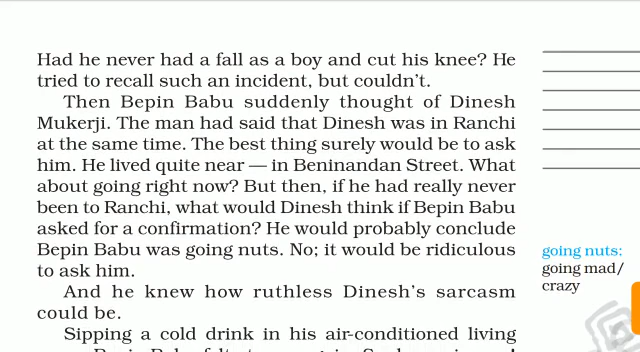 Had he never had a fall as a boy and cut his knee? He
tried to recall such an incident, but couldn't.
Then Bepin Babu suddenly thought of Dinesh
Mukerji. The man had said that Dinesh was in Ranchi
at the same time. The best thing surely would be to ask
him. He lived quite near — in Beninandan Street. What
about going right now? But then, if he had really never
been to Ranchi, what would Dinesh think if Bepin Babu
asked for a confirmation? He would probably conclude
Bepin Babu was going nuts. No; it would be ridiculous
to ask him.
And he knew how ruthless Dinesh's sarcasm
could be.
Sipping a cold drink in his air-conditioned living
going nuts:
going mad/
crazy